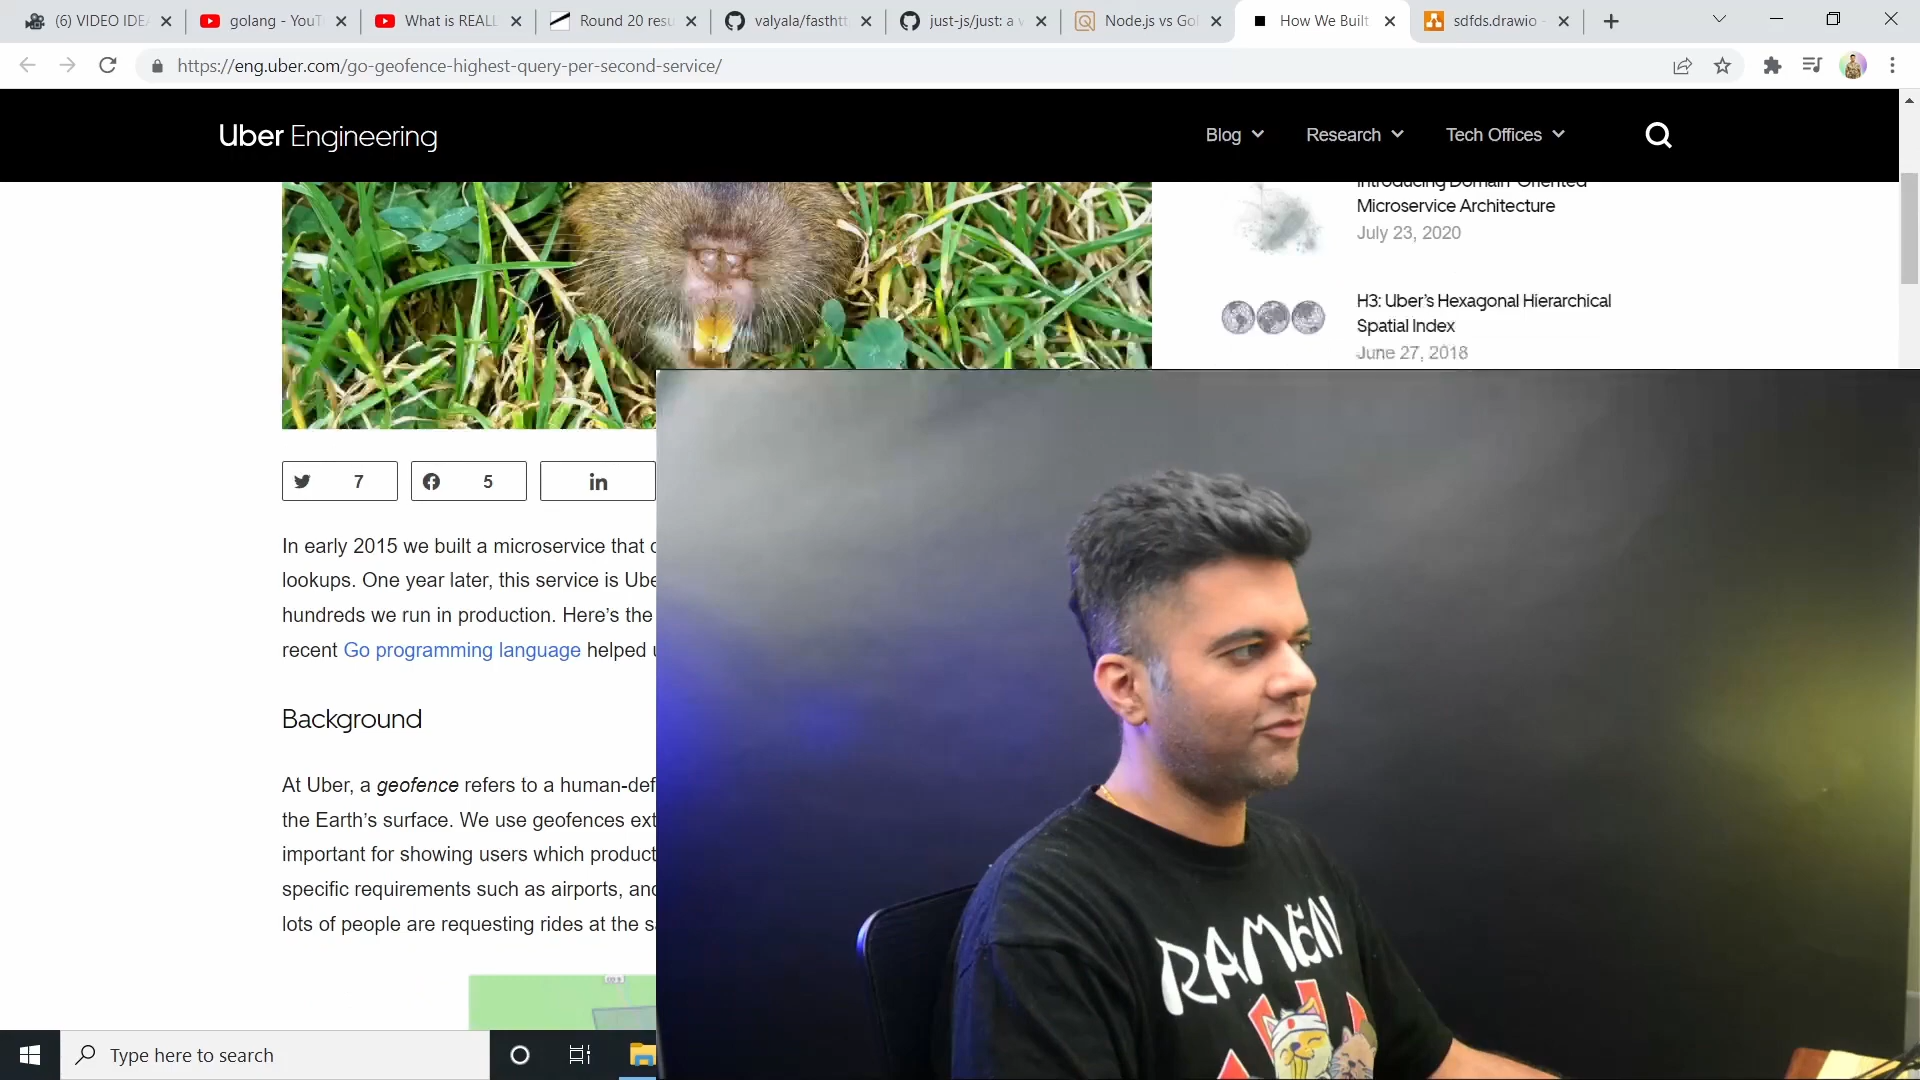 (6) VIDEO IDEA
golang - YouT
What is REALL
Round 20 resu
valyala/fasthtt
just-js/just: a v
Node.js vs Gol
How We Built
sdfds.drawio -
https://eng.uber.com/go-geofence-highest-query-per-second-service/
Uber Engineering
Blog
Research
Tech Offices
Introducing Domain-Oriented
Microservice Architecture
July 23, 2020
H3: Uber's Hexagonal Hierarchical
Spatial Index
June 27, 2018
7
5
in
In early 2015 we built a microservice that
lookups. One year later, this service is Ube
hundreds we run in production. Here's the
recent Go programming language helped
Background
At Uber, a geofence refers to a human-def
the Earth's surface. We use geofences ext
important for showing users which product
specific requirements such as airports, and
lots of people are requesting rides at the sa
Type here to search
RAMEN